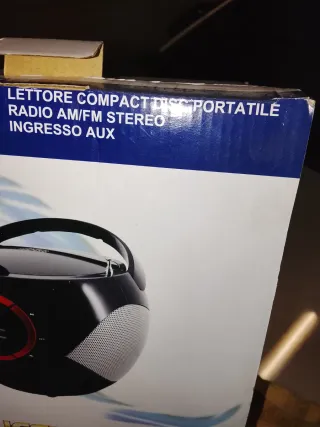 LETTORE COMPACT DISC PORTATILE
RADIO AM/FM STEREO
INGRESSO AUX